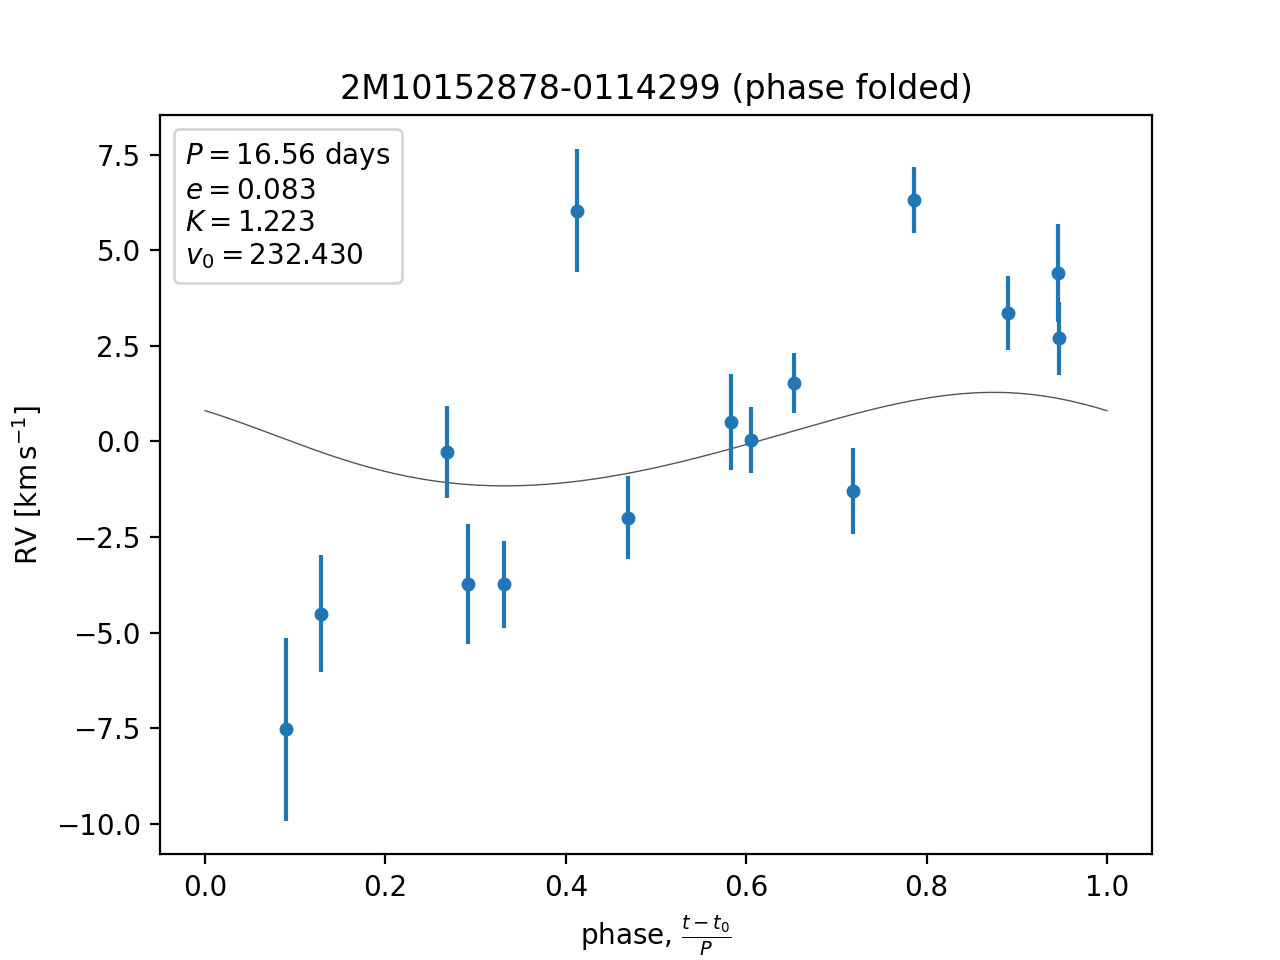 2M10152878-0114299 (phase folded)
P = 16.56 days
e = 0.083
K = 1.223
v₀ = 232.430
7.5
5.0
2.5
0.0
−2.5
−5.0
−7.5
−10.0
RV [km s⁻¹]
0.0 0.2 0.4 0.6 0.8 1.0
phase, (t − t₀)/P